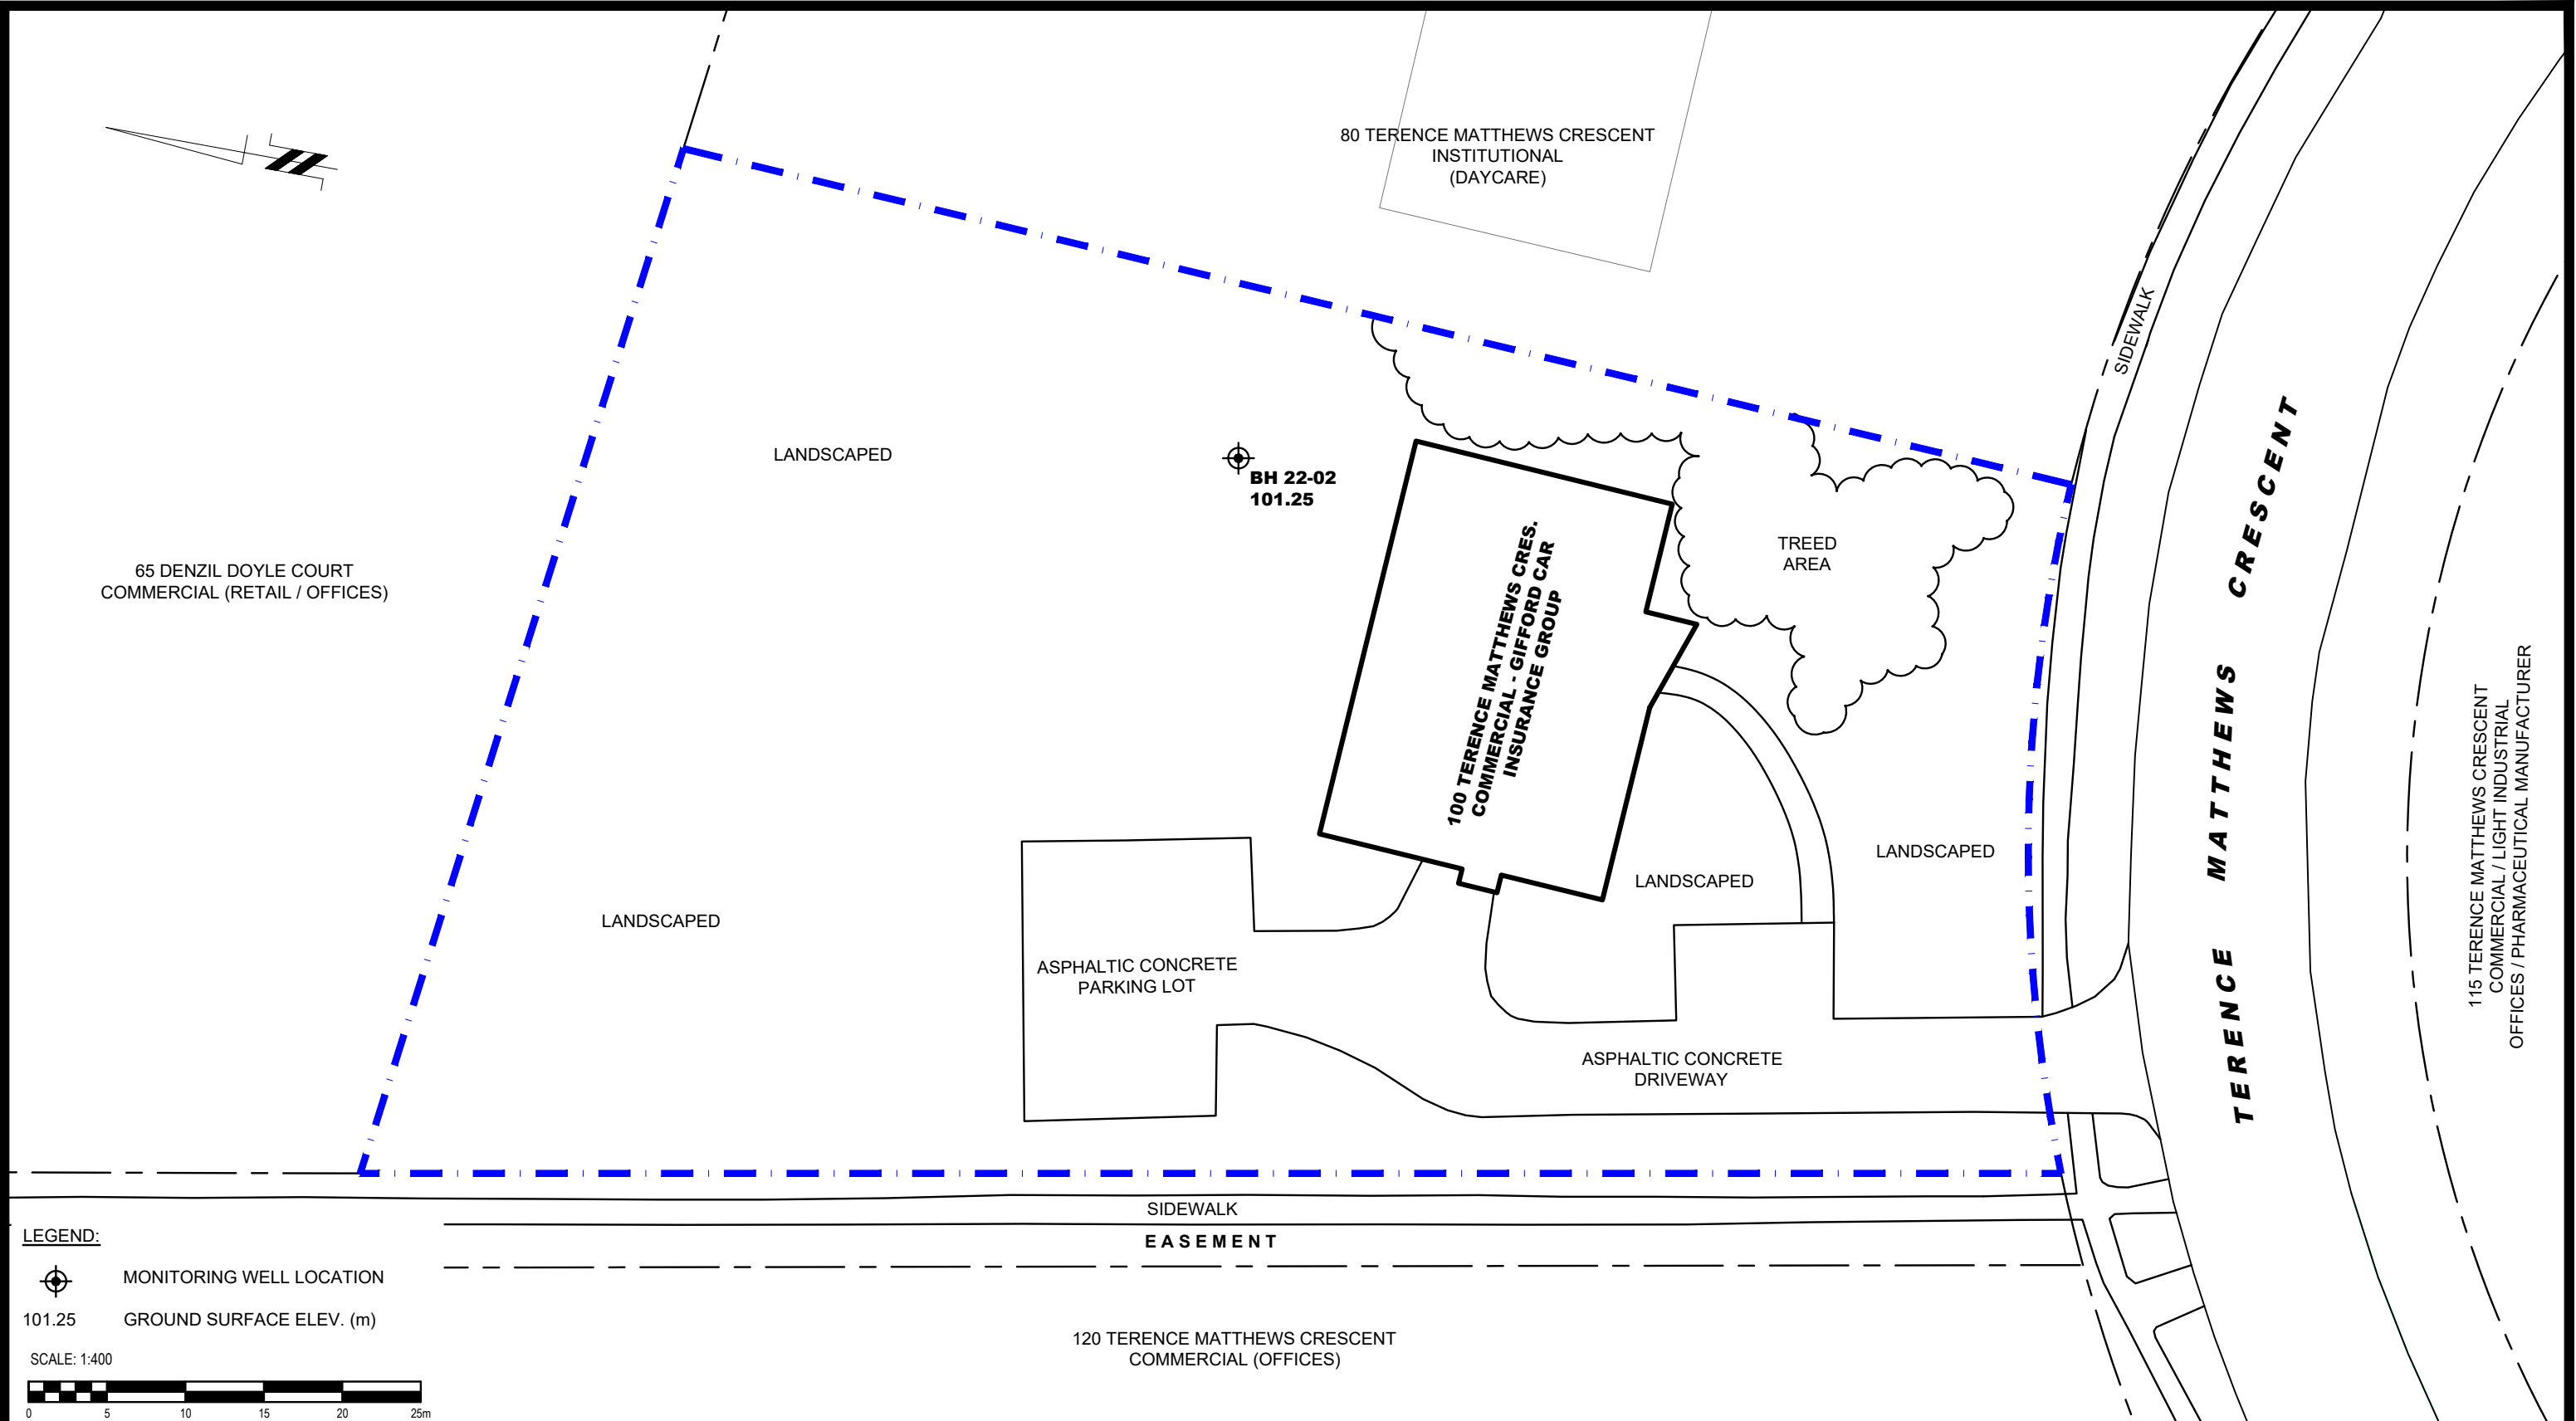 80 TERENCE MATTHEWS CRESCENT
INSTITUTIONAL
(DAYCARE)
SIDEWALK
LANDSCAPED
BH 22-02
101.25
TREED
AREA
65 DENZIL DOYLE COURT
COMMERCIAL (RETAIL / OFFICES)
100 TERENCE MATTHEWS CRES.
COMMERCIAL - GIFFORD CAR
INSURANCE GROUP
TERENCE MATTHEWS CRESCENT
115 TERENCE MATTHEWS CRESCENT
COMMERCIAL / LIGHT INDUSTRIAL
OFFICES / PHARMACEUTICAL MANUFACTURER
LANDSCAPED
LANDSCAPED
LANDSCAPED
ASPHALTIC CONCRETE
PARKING LOT
ASPHALTIC CONCRETE
DRIVEWAY
SIDEWALK
EASEMENT
LEGEND:
MONITORING WELL LOCATION
101.25 GROUND SURFACE ELEV. (m)
SCALE: 1:400
0 5 10 15 20 25m
120 TERENCE MATTHEWS CRESCENT
COMMERCIAL (OFFICES)